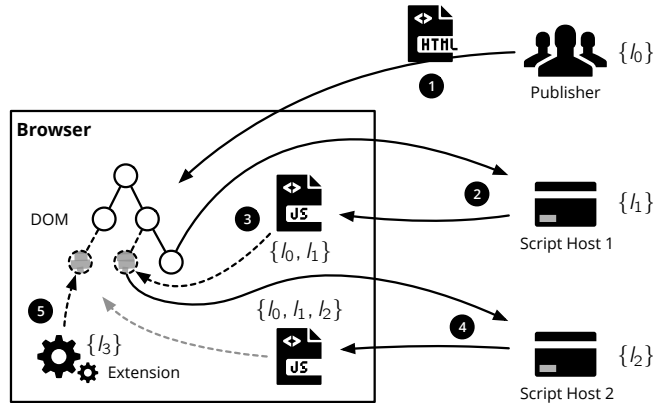 HTML
{l₀}
1
Publisher
Browser
2
{l₁}
DOM
3
JS
Script Host 1
{l₀, l₁}
{l₀, l₁, l₂}
5
4
{l₃}
JS
{l₂}
Extension
Script Host 2